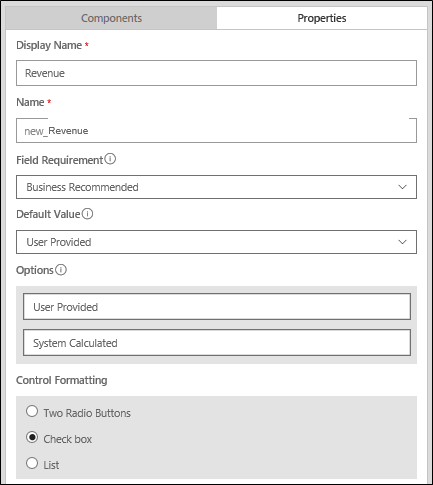 Components Properties
Display Name *
Revenue
Name *
new_Revenue
Field Requirement
Business Recommended
Default Value
User Provided
Options
User Provided
System Calculated
Control Formatting
Two Radio Buttons
Check box
List